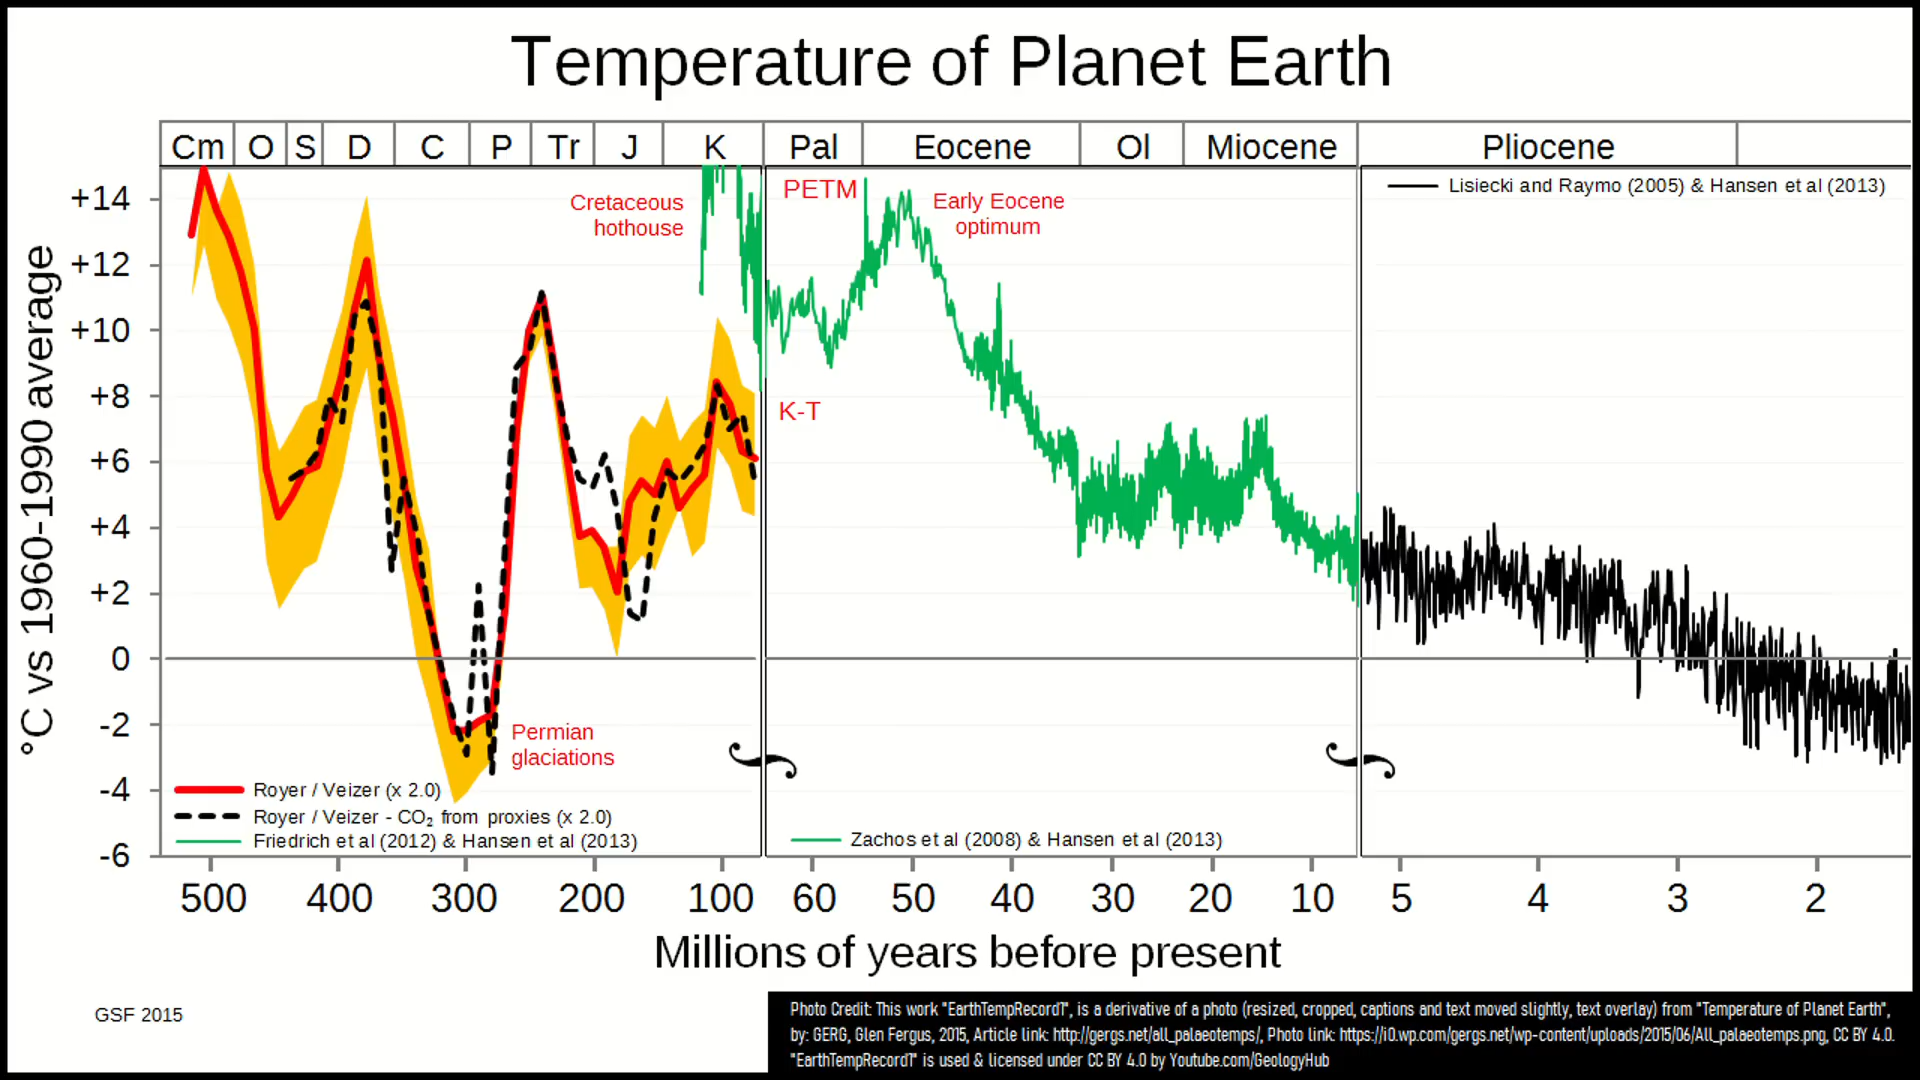 Temperature of Planet Earth
Cm O S D C P Tr J K Pal Eocene Ol Miocene Pliocene
°C vs 1960-1990 average
+14
+12
+10
+8
+6
+4
+2
0
-2
-4
-6
Cretaceous
hothouse
PETM
Early Eocene
optimum
K-T
Permian
glaciations
Lisiecki and Raymo (2005) & Hansen et al (2013)
Royer / Veizer (x 2.0)
Royer / Veizer - CO₂ from proxies (x 2.0)
Friedrich et al (2012) & Hansen et al (2013)
Zachos et al (2008) & Hansen et al (2013)
500 400 300 200 100 60 50 40 30 20 10 5 4 3 2
Millions of years before present
GSF 2015
Photo Credit: This work "EarthTempRecord1", is a derivative of a photo (resized, cropped, captions and text moved slightly, text overlay) from "Temperature of Planet Earth",
by: GERG, Glen Fergus, 2015, Article link: http://gergs.net/all_palaeotemps/, Photo link: https://i0.wp.com/gergs.net/wp-content/uploads/2015/06/All_palaeotemps.png, CC BY 4.0.
"EarthTempRecord1" is used & licensed under CC BY 4.0 by Youtube.com/GeologyHub